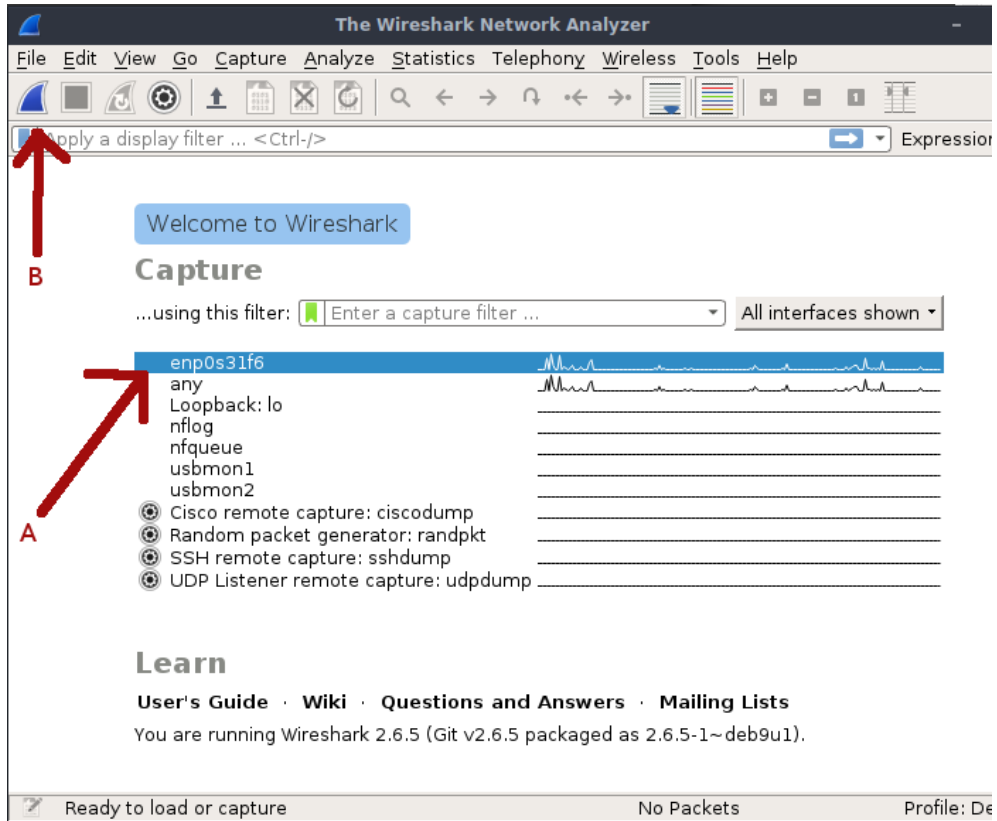 The Wireshark Network Analyzer
File Edit View Go Capture Analyze Statistics Telephony Wireless Tools Help
Apply a display filter ... <Ctrl-/> Expression
B
Welcome to Wireshark
Capture
...using this filter: Enter a capture filter ... All interfaces shown
enp0s31f6
any
Loopback: lo
nflog
nfqueue
usbmon1
usbmon2
A
Cisco remote capture: ciscodump
Random packet generator: randpkt
SSH remote capture: sshdump
UDP Listener remote capture: udpdump
Learn
User's Guide · Wiki · Questions and Answers · Mailing Lists
You are running Wireshark 2.6.5 (Git v2.6.5 packaged as 2.6.5-1~deb9u1).
Ready to load or capture No Packets Profile: De